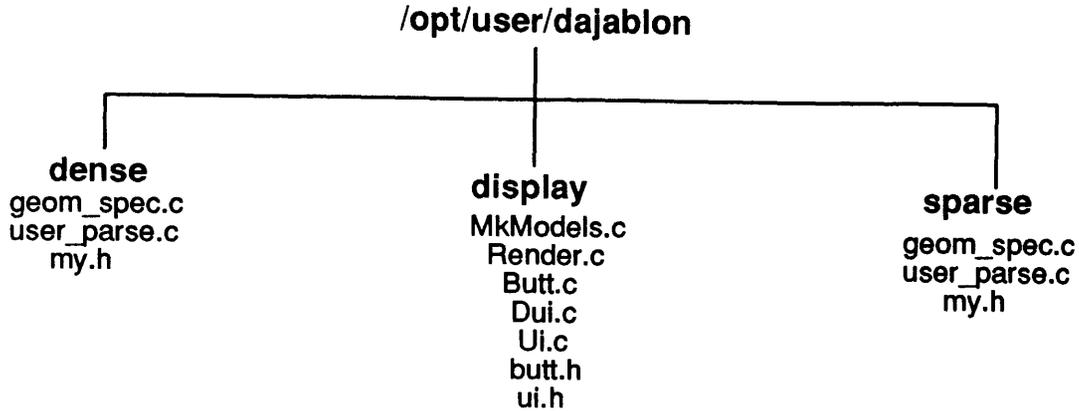 /opt/user/dajablon
dense
geom_spec.c
user_parse.c
my.h
display
MkModels.c
Render.c
Butt.c
Dui.c
Ui.c
butt.h
ui.h
sparse
geom_spec.c
user_parse.c
my.h